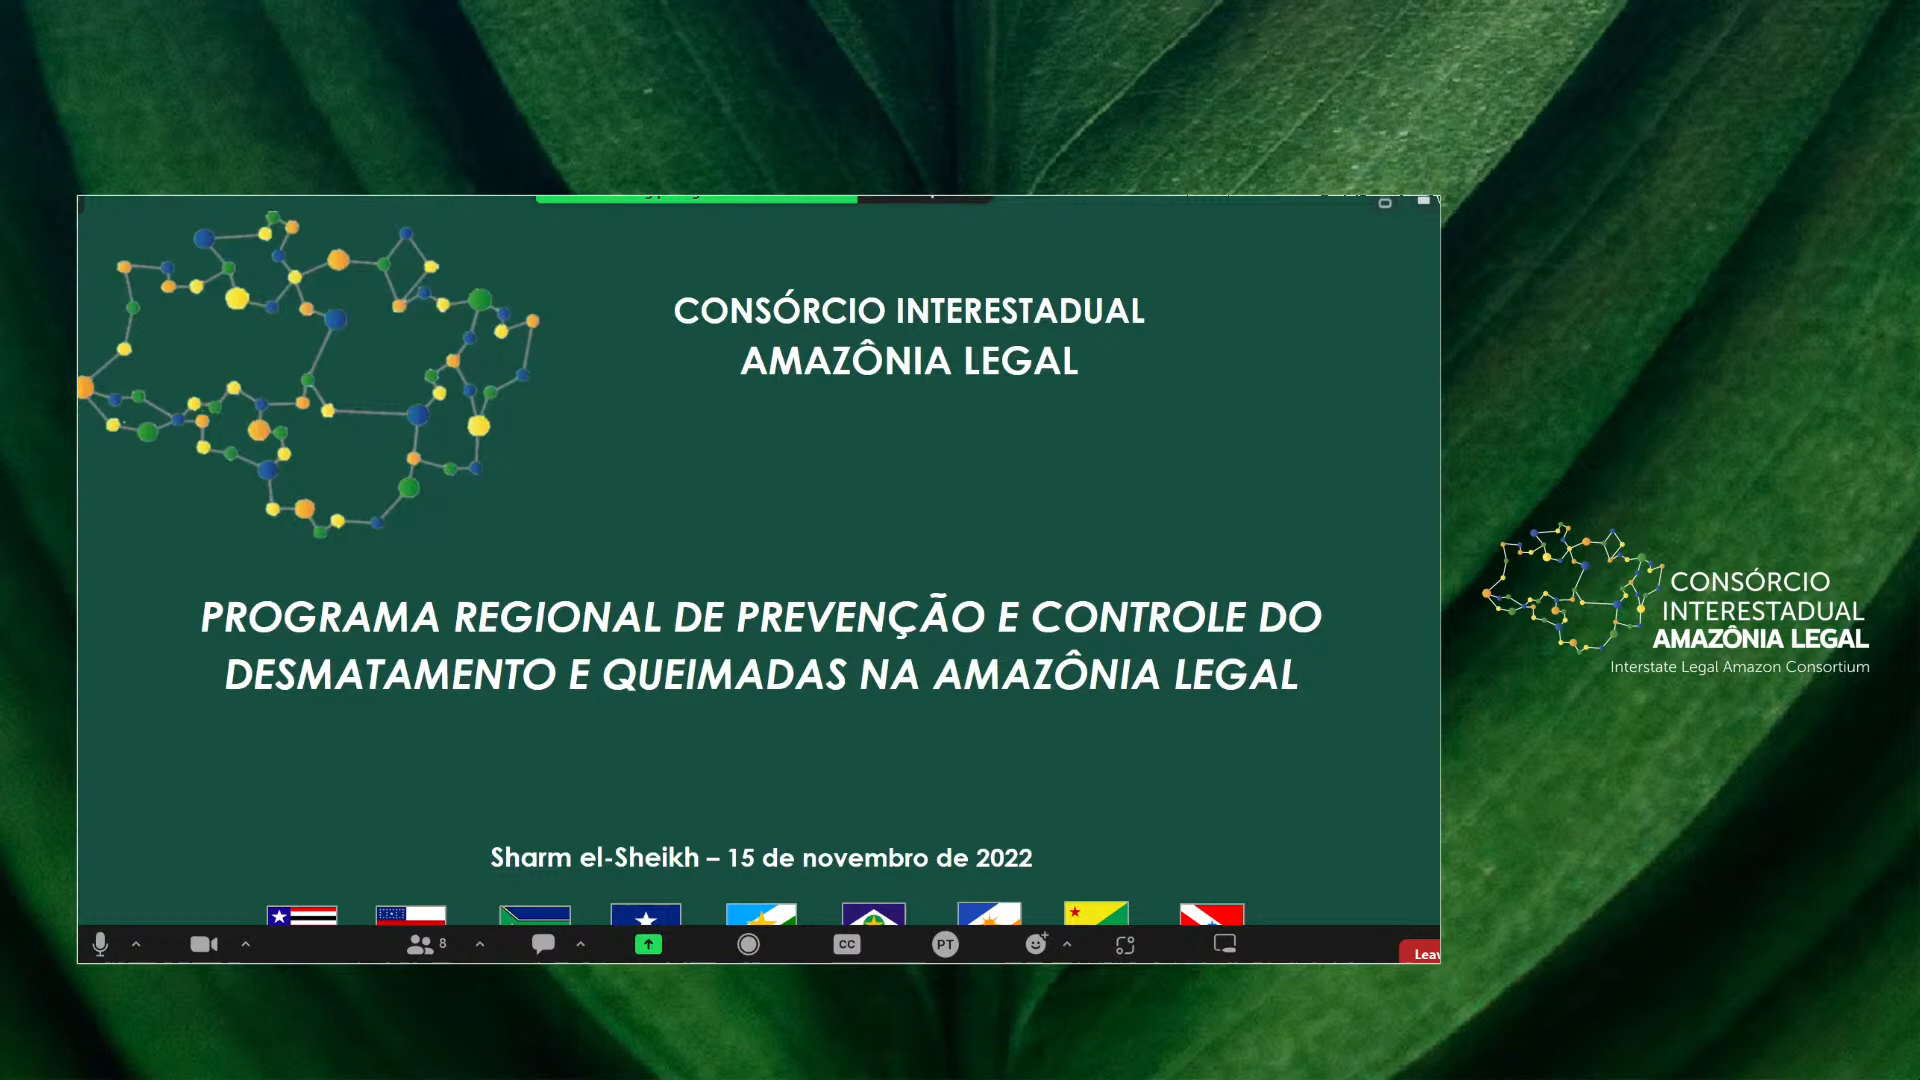 CONSÓRCIO INTERESTADUAL
AMAZÔNIA LEGAL
PROGRAMA REGIONAL DE PREVENÇÃO E CONTROLE DO
DESMATAMENTO E QUEIMADAS NA AMAZÔNIA LEGAL
Sharm el-Sheikh – 15 de novembro de 2022
8
CC
PT
CONSÓRCIO
INTERESTADUAL
AMAZÔNIA LEGAL
Interstate Legal Amazon Consortium